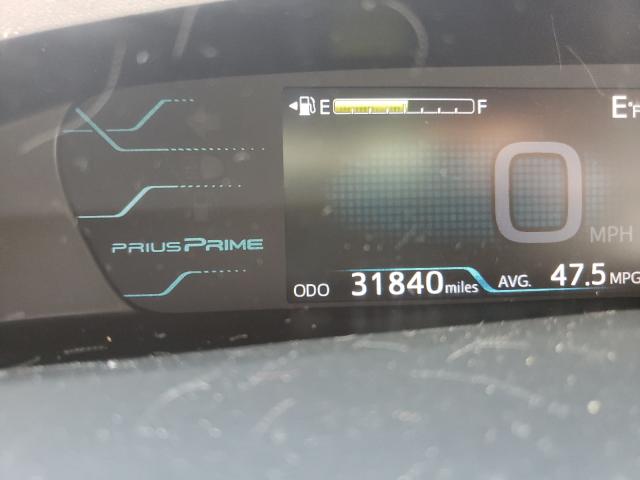 E F
0
MPH
PRIUS PRIME
ODO 31840 miles AVG. 47.5 MPG